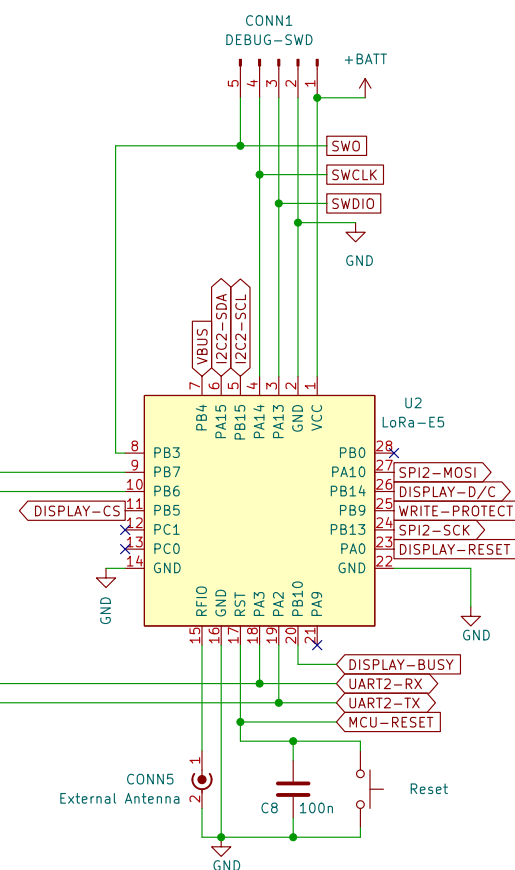 CONN1
DEBUG-SWD
+BATT
5 4 3 2 1
SWO
SWCLK
SWDIO
GND
VBUS
I2C2-SDA
I2C2-SCL
7 6 5 4 3 2 1
PB4 PA15 PB15 PA14 PA13 GND VCC
U2
LoRa-E5
8 PB3
PB0 28
9 PB7
PA10 27 SPI2-MOSI
10 PB6
PB14 26 DISPLAY-D/C
DISPLAY-CS 11 PB5
PB9 25 WRITE-PROTECT
12 PC1
PB13 24 SPI2-SCK
13 PC0
PA0 23 DISPLAY-RESET
14 GND
GND 22
GND
GND
RFIO GND RST PA3 PA2 PB10 PA9
15 16 17 18 19 20 21
DISPLAY-BUSY
UART2-RX
UART2-TX
MCU-RESET
1
CONN5
External Antenna
2
C8 100n
Reset
GND